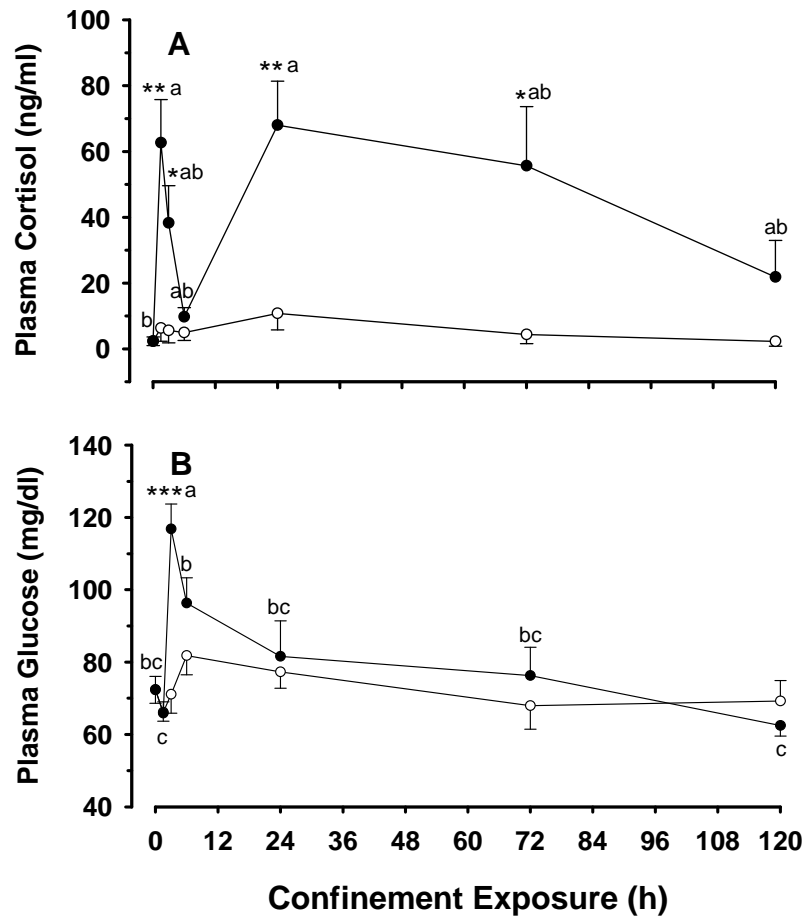 100
A
**a
**a
80
*ab
60
*ab
40
ab
20
ab
b
0
Plasma Cortisol (ng/ml)
140
B
***a
120
b
100
bc
bc
80
bc
60
c
c
40
Plasma Glucose (mg/dl)
0 12 24 36 48 60 72 84 96 108 120
Confinement Exposure (h)